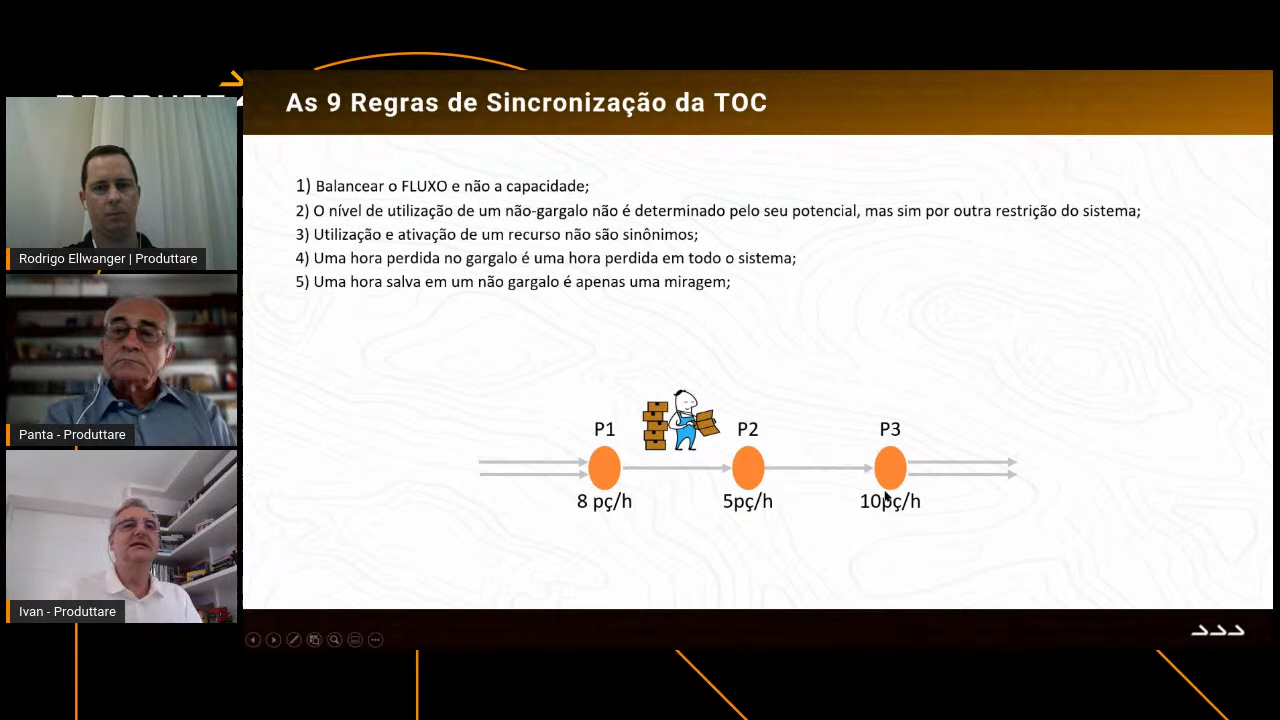 As 9 Regras de Sincronização da TOC
1) Balancear o FLUXO e não a capacidade;
2) O nível de utilização de um não-gargalo não é determinado pelo seu potencial, mas sim por outra restrição do sistema;
3) Utilização e ativação de um recurso não são sinônimos;
4) Uma hora perdida no gargalo é uma hora perdida em todo o sistema;
5) Uma hora salva em um não gargalo é apenas uma miragem;
P1 P2 P3
8 pç/h 5pç/h 10pç/h
Rodrigo Ellwanger | Produttare
Panta - Produttare
Ivan - Produttare